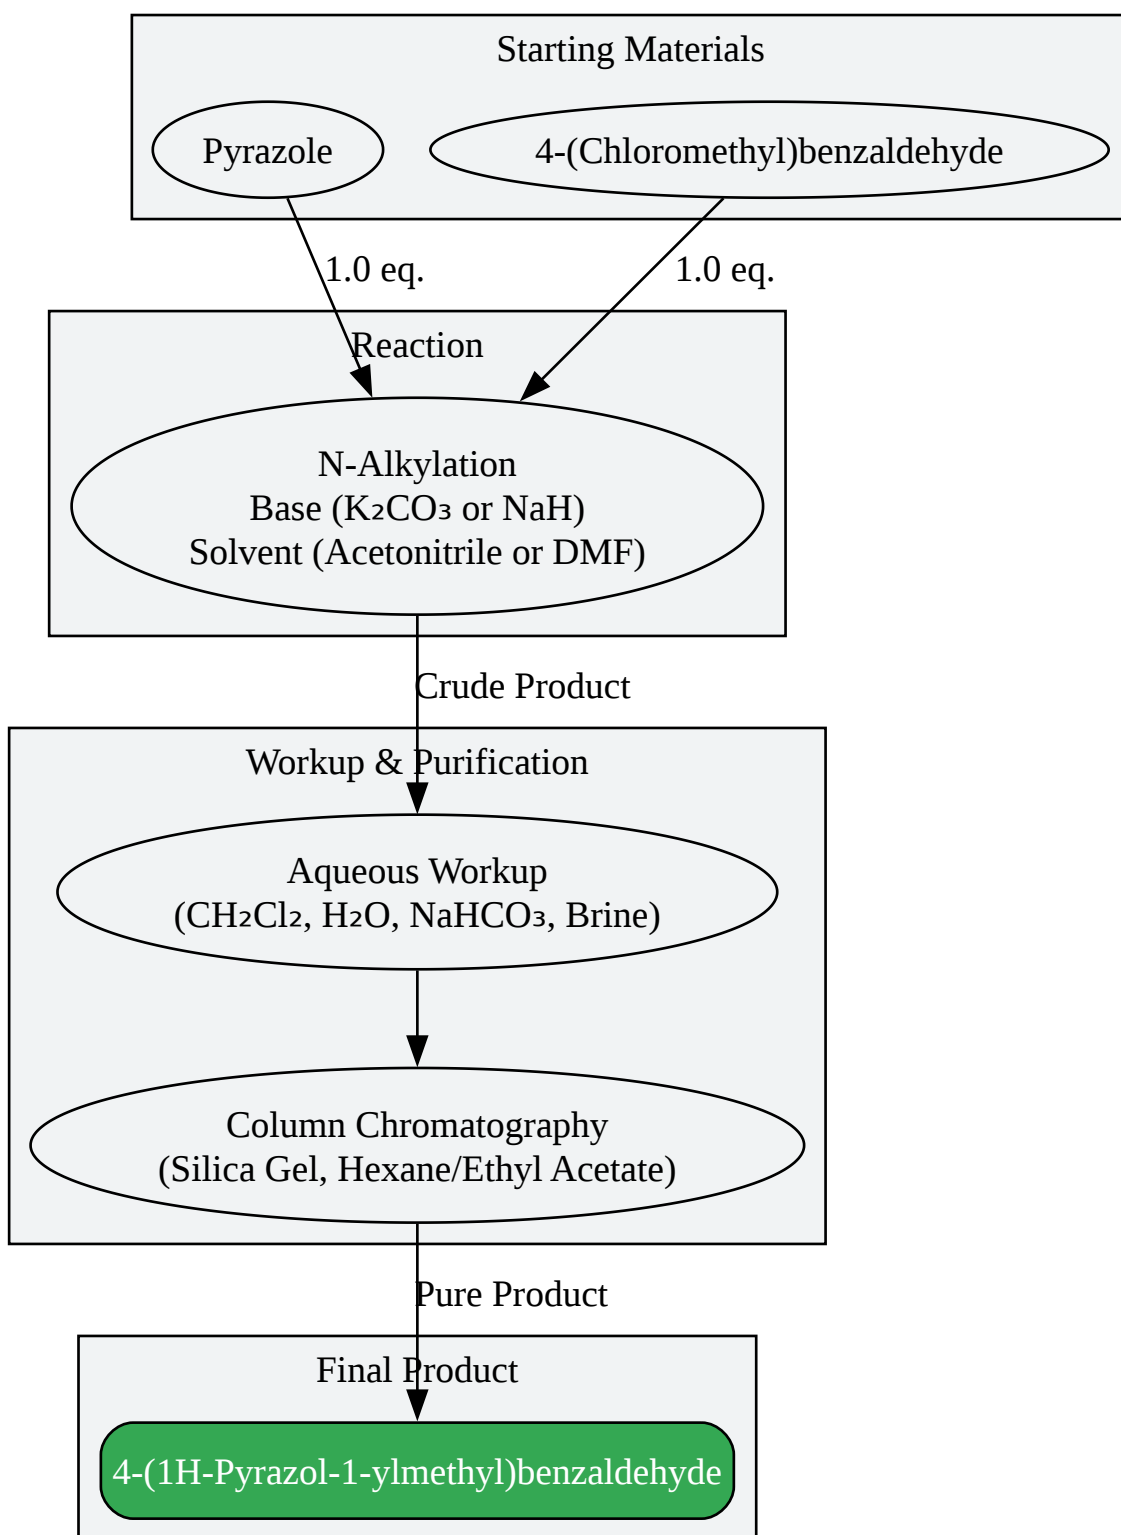 Starting Materials
Pyrazole
4-(Chloromethyl)benzaldehyde
1.0 eq.
1.0 eq.
Reaction
N-Alkylation
Base (K₂CO₃ or NaH)
Solvent (Acetonitrile or DMF)
Crude Product
Workup & Purification
Aqueous Workup
(CH₂Cl₂, H₂O, NaHCO₃, Brine)
Column Chromatography
(Silica Gel, Hexane/Ethyl Acetate)
Pure Product
Final Product
4-(1H-Pyrazol-1-ylmethyl)benzaldehyde